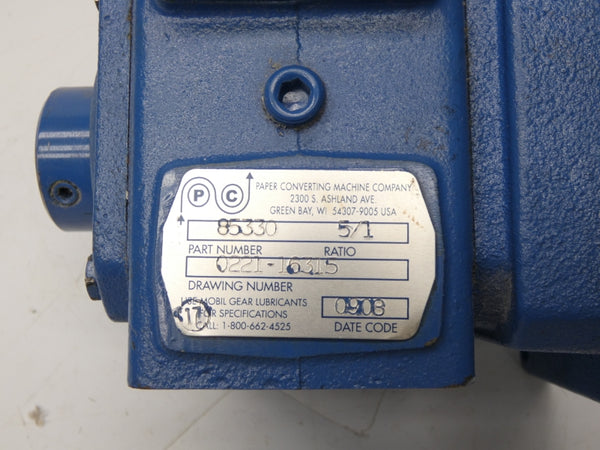 P C
PAPER CONVERTING MACHINE COMPANY
2300 S. ASHLAND AVE.
GREEN BAY, WI 54307-9005 USA
85330 5/1
PART NUMBER RATIO
0221-16315
DRAWING NUMBER
USE MOBIL GEAR LUBRICANTS
FOR SPECIFICATIONS
CALL: 1-800-662-4525
17
0908
DATE CODE